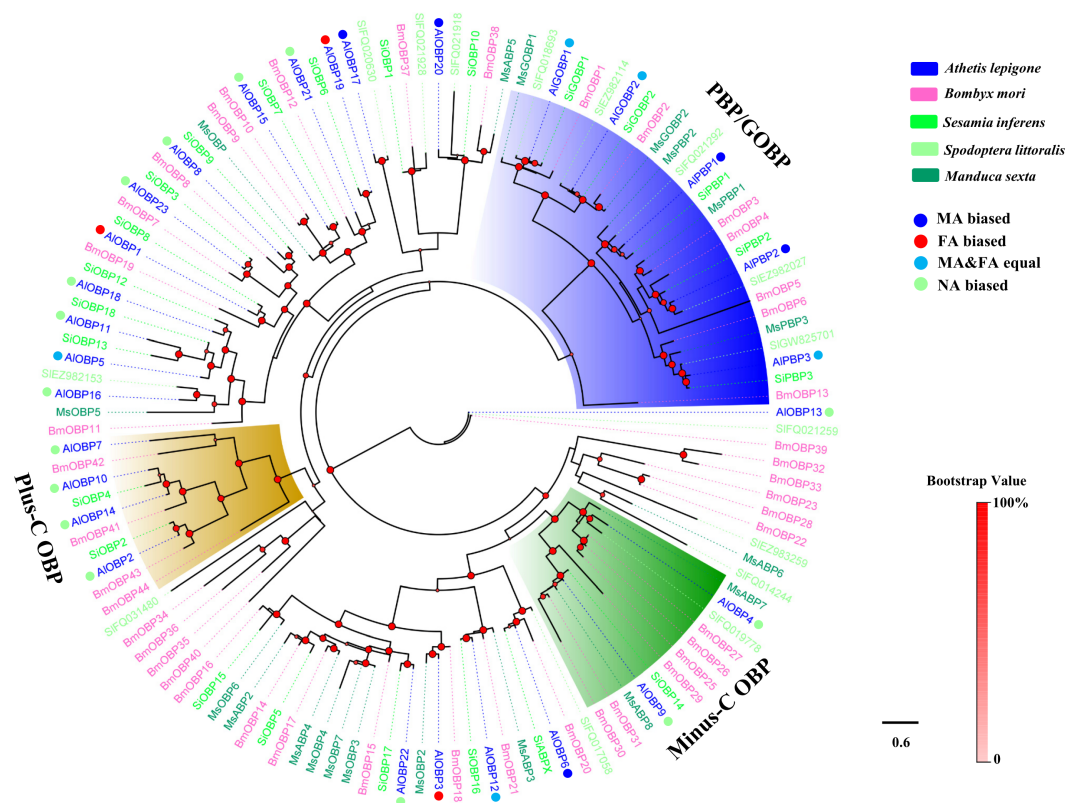 SlFQ021918
SiOBP10
BmOBP38
MsABP5
MsGOBP1
SlFQ018693
AlGOBP1
SiGOBP1
BmOBP1
SlEZ982114
AlGOBP2
SiGOBP2
BmOBP2
MsGOBP2
MsPBP2
SlFQ021292
AlPBP1
SiPBP1
MsPBP1
BmOBP3
BmOBP4
SiPBP2
AlPBP2
SlEZ982027
BmOBP5
BmOBP6
MsPBP3
SlGW825701
AlPBP3
SiPBP3
BmOBP13
AlOBP13
SlFQ021259
BmOBP39
BmOBP32
BmOBP33
BmOBP23
BmOBP28
BmOBP22
SlEZ983259
MsABP6
SlFQ014244
MsABP7
AlOBP4
SlFQ019778
BmOBP27
BmOBP26
BmOBP25
BmOBP29
SiOBP14
AlOBP9
MsABP8
BmOBP31
BmOBP30
SlFQ017058
BmOBP20
AlOBP6
SiABPX
MsABP3
BmOBP21
AlOBP12
SiOBP16
BmOBP18
AlOBP3
MsOBP2
AlOBP22
SiOBP17
BmOBP15
MsOBP3
MsOBP7
MsOBP4
MsABP4
BmOBP17
SiOBP5
BmOBP14
MsABP2
MsOBP6
SiOBP15
BmOBP16
BmOBP40
BmOBP35
BmOBP36
BmOBP34
SlFQ031480
BmOBP44
BmOBP43
AlOBP2
SiOBP2
BmOBP41
AlOBP14
SiOBP4
AlOBP10
BmOBP42
AlOBP7
BmOBP11
MsOBP5
AlOBP16
SlEZ982153
AlOBP5
SiOBP13
AlOBP11
SiOBP18
AlOBP18
SiOBP12
BmOBP19
AlOBP1
SiOBP8
BmOBP7
AlOBP23
SiOBP3
BmOBP8
AlOBP8
SiOBP9
MsOBP
BmOBP9
BmOBP10
AlOBP15
SiOBP7
BmOBP12
AlOBP21
SiOBP6
AlOBP19
AlOBP17
SlFQ020630
SiOBP1
BmOBP37
SlFQ021928
AlOBP20
PBP/GOBP
Minus-C OBP
Plus-C OBP
Athetis lepigone
Bombyx mori
Sesamia inferens
Spodoptera littoralis
Manduca sexta
MA biased
FA biased
MA&FA equal
NA biased
Bootstrap Value
100%
0
0.6